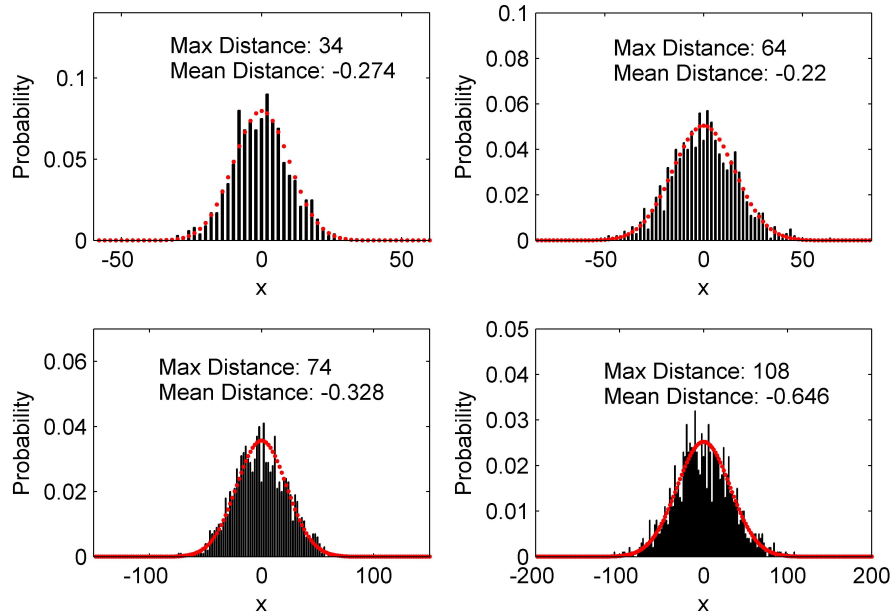 Max Distance: 34
Mean Distance: -0.274
Probability
0.1
0.05
0
-50
0
50
x
Max Distance: 64
Mean Distance: -0.22
Probability
0.1
0.08
0.06
0.04
0.02
0
-50
0
50
x
Max Distance: 74
Mean Distance: -0.328
Probability
0.06
0.04
0.02
0
-100
0
100
x
Max Distance: 108
Mean Distance: -0.646
Probability
0.05
0.04
0.03
0.02
0.01
0
-200
-100
0
100
200
x